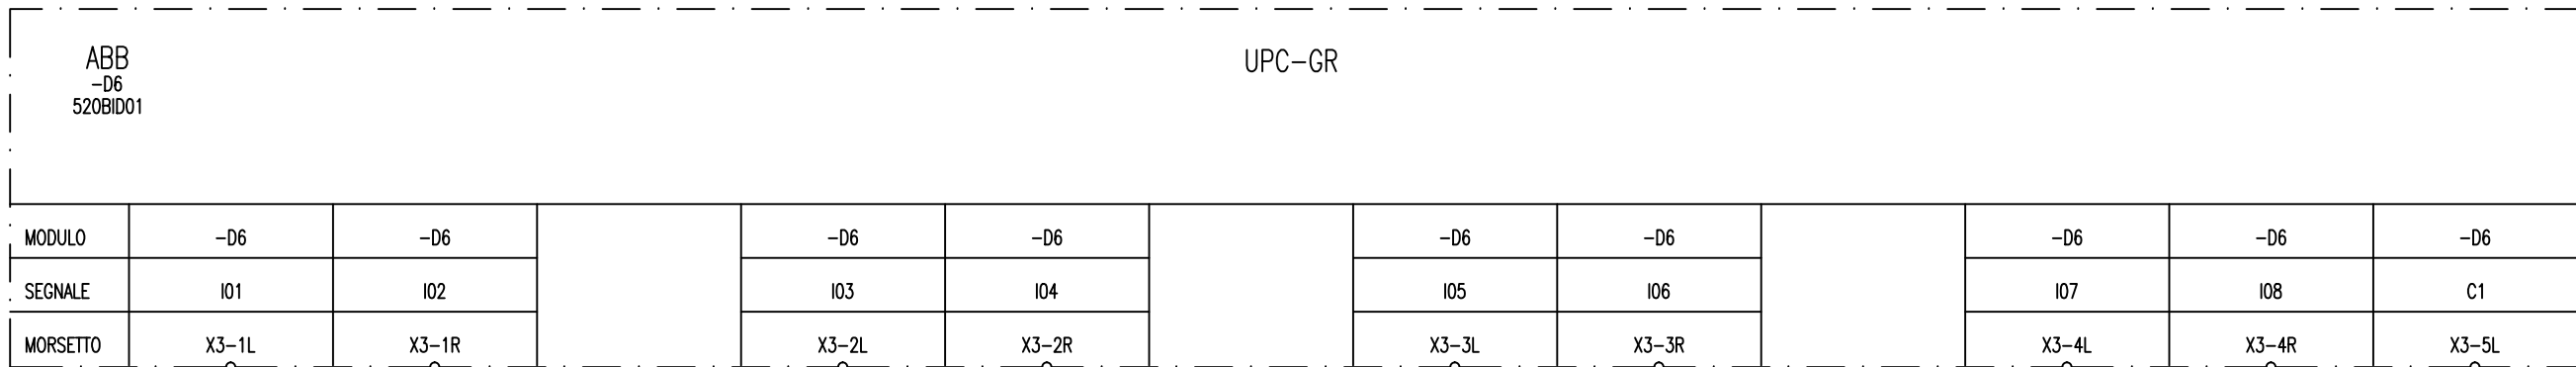 ABB
-D6
520BID01
UPC-GR
MODULO -D6 -D6 -D6 -D6 -D6 -D6 -D6 -D6 -D6
SEGNALE I01 I02 I03 I04 I05 I06 I07 I08 C1
MORSETTO X3-1L X3-1R X3-2L X3-2R X3-3L X3-3R X3-4L X3-4R X3-5L